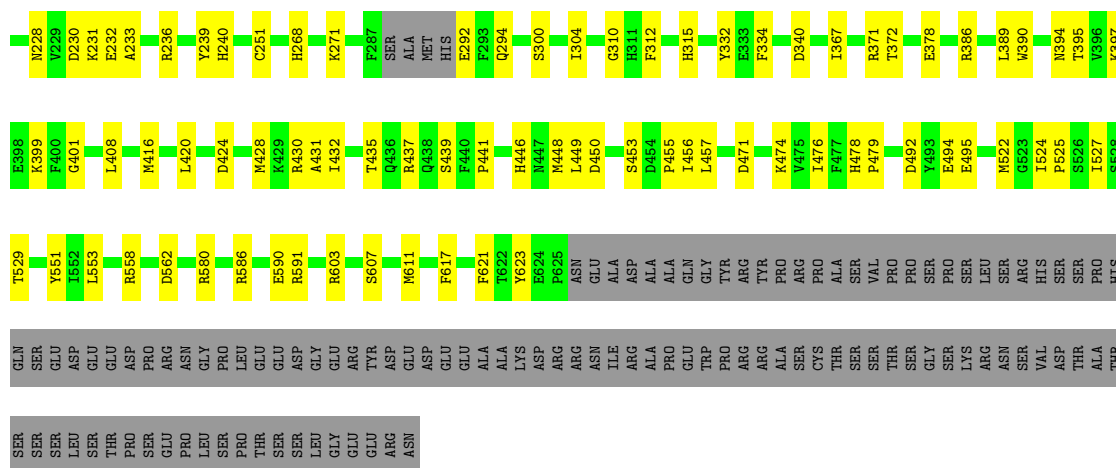 N228 V229 D230 K231 E232 A233 R236 Y239 H240 C251 H268 K271 F287 SER ALA MET HIS E292 F293 Q294 S300 I304 G310 H311 F312 H315 Y332 E333 F334 D340 I367 R371 T372 E378 R386 L389 W390 N394 T395 V396 K397
E398 K399 F400 G401 L408 M416 L420 D424 M428 K429 R430 A431 I432 T435 Q436 R437 Q438 S439 F440 P441 H446 N447 M448 L449 D450 S453 D454 P455 I456 L457 D471 K474 V475 I476 F477 H478 P479 D492 Y493 E494 E495 M522 G523 I524 P525 S526 I527 S528
T529 Y551 I552 L553 R558 D562 R580 R586 E590 R591 R603 S607 M611 F617 F621 T622 Y623 E624 P625 ASN GLU ALA ASP ALA ALA GLN GLY TYR ARG TYR PRO ARG PRO ALA SER VAL PRO PRO SER PRO SER LEU SER ARG HIS SER SER PRO HIS
GLN SER GLU ASP GLU GLU ASP PRO ARG ASN GLY PRO LEU GLU GLU ASP GLY GLU ARG TYR ASP GLU ASP GLU GLU ALA ALA LYS ASP ARG ARG ASN ILE ARG ALA PRO GLU TRP PRO ARG ARG ALA SER CYS THR SER SER THR SER GLY SER LYS ARG ASN SER VAL ASP THR ALA THR
SER SER SER LEU SER THR PRO SER GLU PRO LEU SER PRO THR SER SER LEU GLY GLU GLU ARG ASN